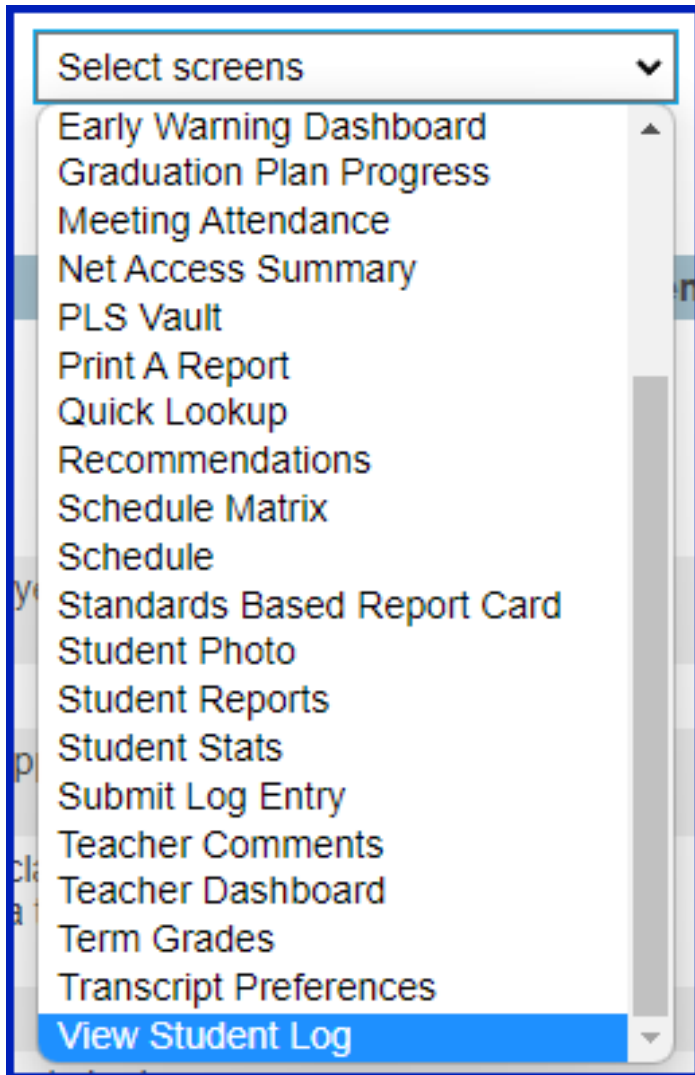 Select screens
Early Warning Dashboard
Graduation Plan Progress
Meeting Attendance
Net Access Summary
PLS Vault
Print A Report
Quick Lookup
Recommendations
Schedule Matrix
Schedule
Standards Based Report Card
Student Photo
Student Reports
Student Stats
Submit Log Entry
Teacher Comments
Teacher Dashboard
Term Grades
Transcript Preferences
View Student Log